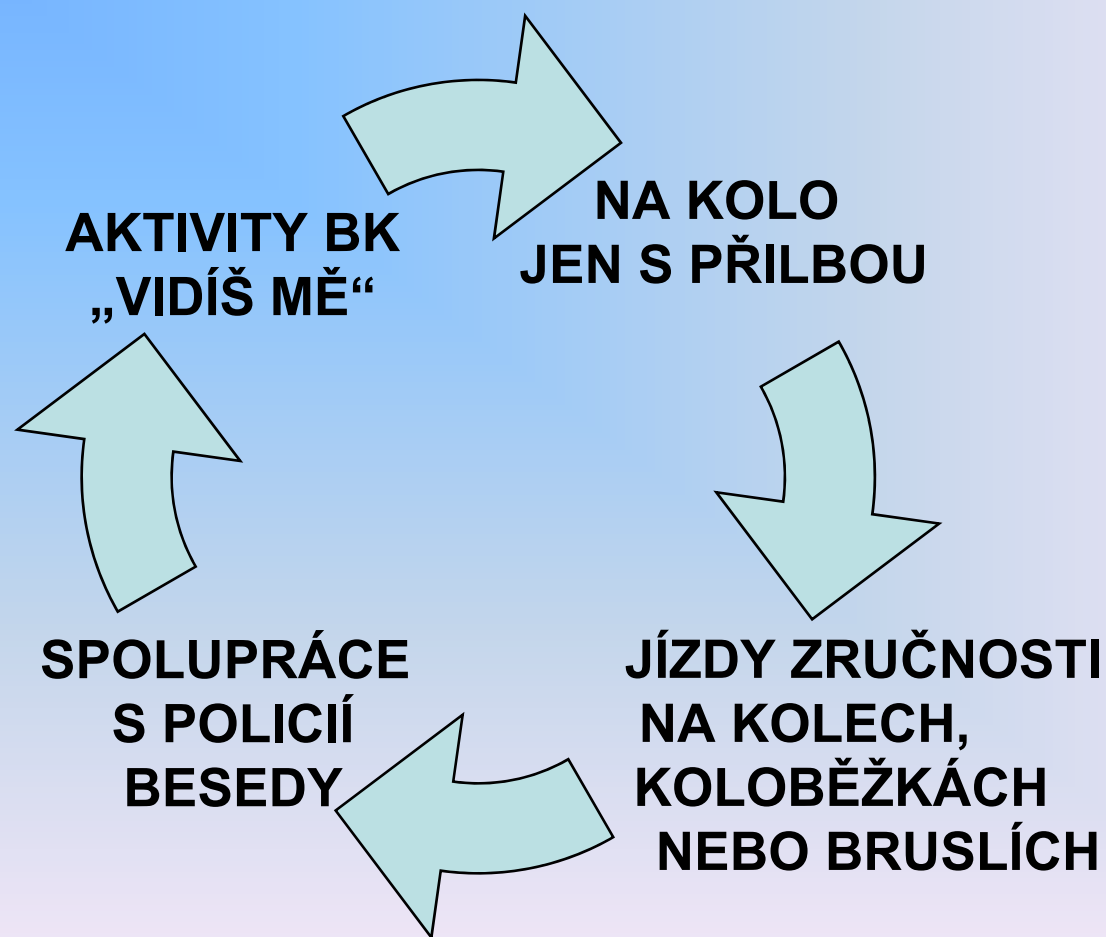 AKTIVITY BK
„VIDÍŠ MĚ“
NA KOLO
JEN S PŘILBOU
JÍZDY ZRUČNOSTI
NA KOLECH,
KOLOBĚŽKÁCH
NEBO BRUSLÍCH
SPOLUPRÁCE
S POLICIÍ
BESEDY